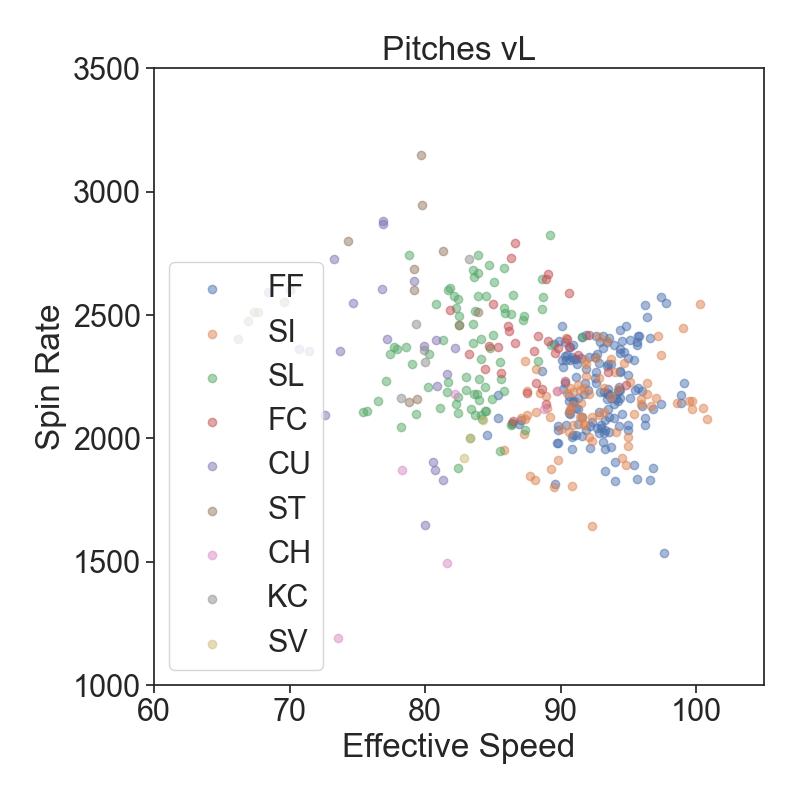 Pitches vL
3500
3000
2500
2000
1500
1000
Spin Rate
FF
SI
SL
FC
CU
ST
CH
KC
SV
60 70 80 90 100
Effective Speed